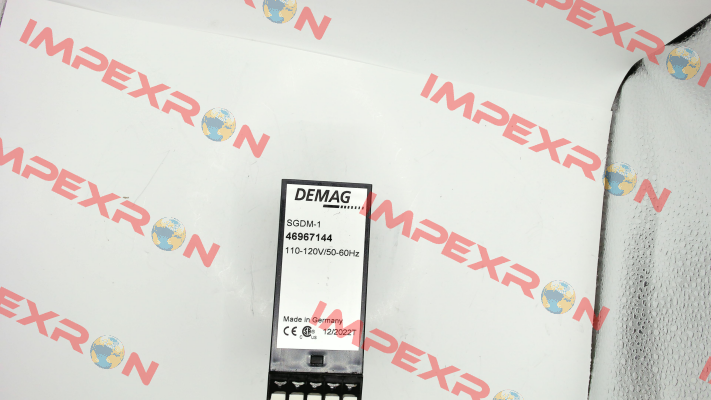 IMPEXRON
IMPEXRON
IMPEXRON
IMPEXRON
IMPEXRON
DEMAG
SGDM-1
46967144
110-120V/50-60Hz
IMPEXRON
IMPEXRON
Made in Germany
CE C US 12/2022T
IMPEXRON